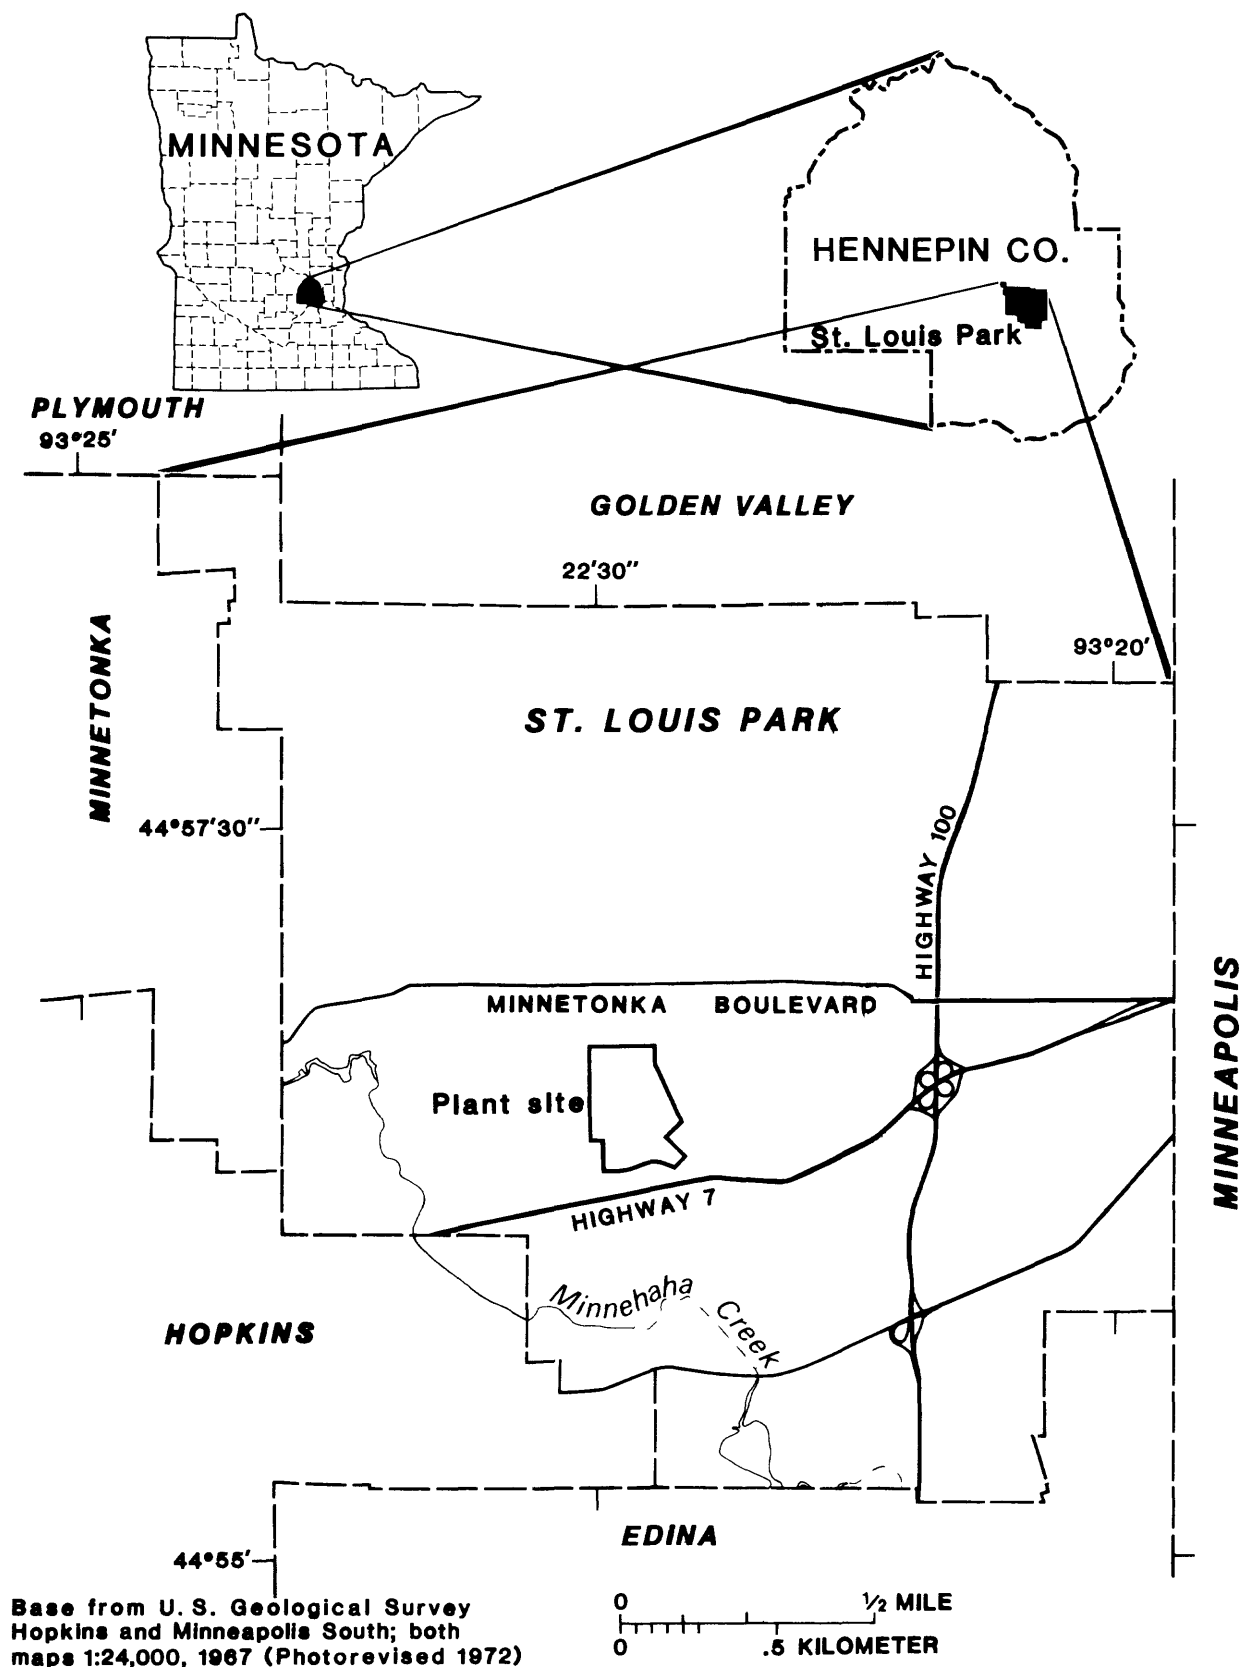 MINNESOTA
HENNEPIN CO.
St. Louis Park
PLYMOUTH
93°25'
GOLDEN VALLEY
22'30"
93°20'
MINNETONKA
ST. LOUIS PARK
44°57'30"
HIGHWAY 100
MINNETONKA BOULEVARD
MINNEAPOLIS
Plant site
HIGHWAY 7
Minnehaha Creek
HOPKINS
EDINA
44°55'
Base from U.S. Geological Survey
Hopkins and Minneapolis South; both
maps 1:24,000, 1967 (Photorevised 1972)
0 ½ MILE
0 .5 KILOMETER